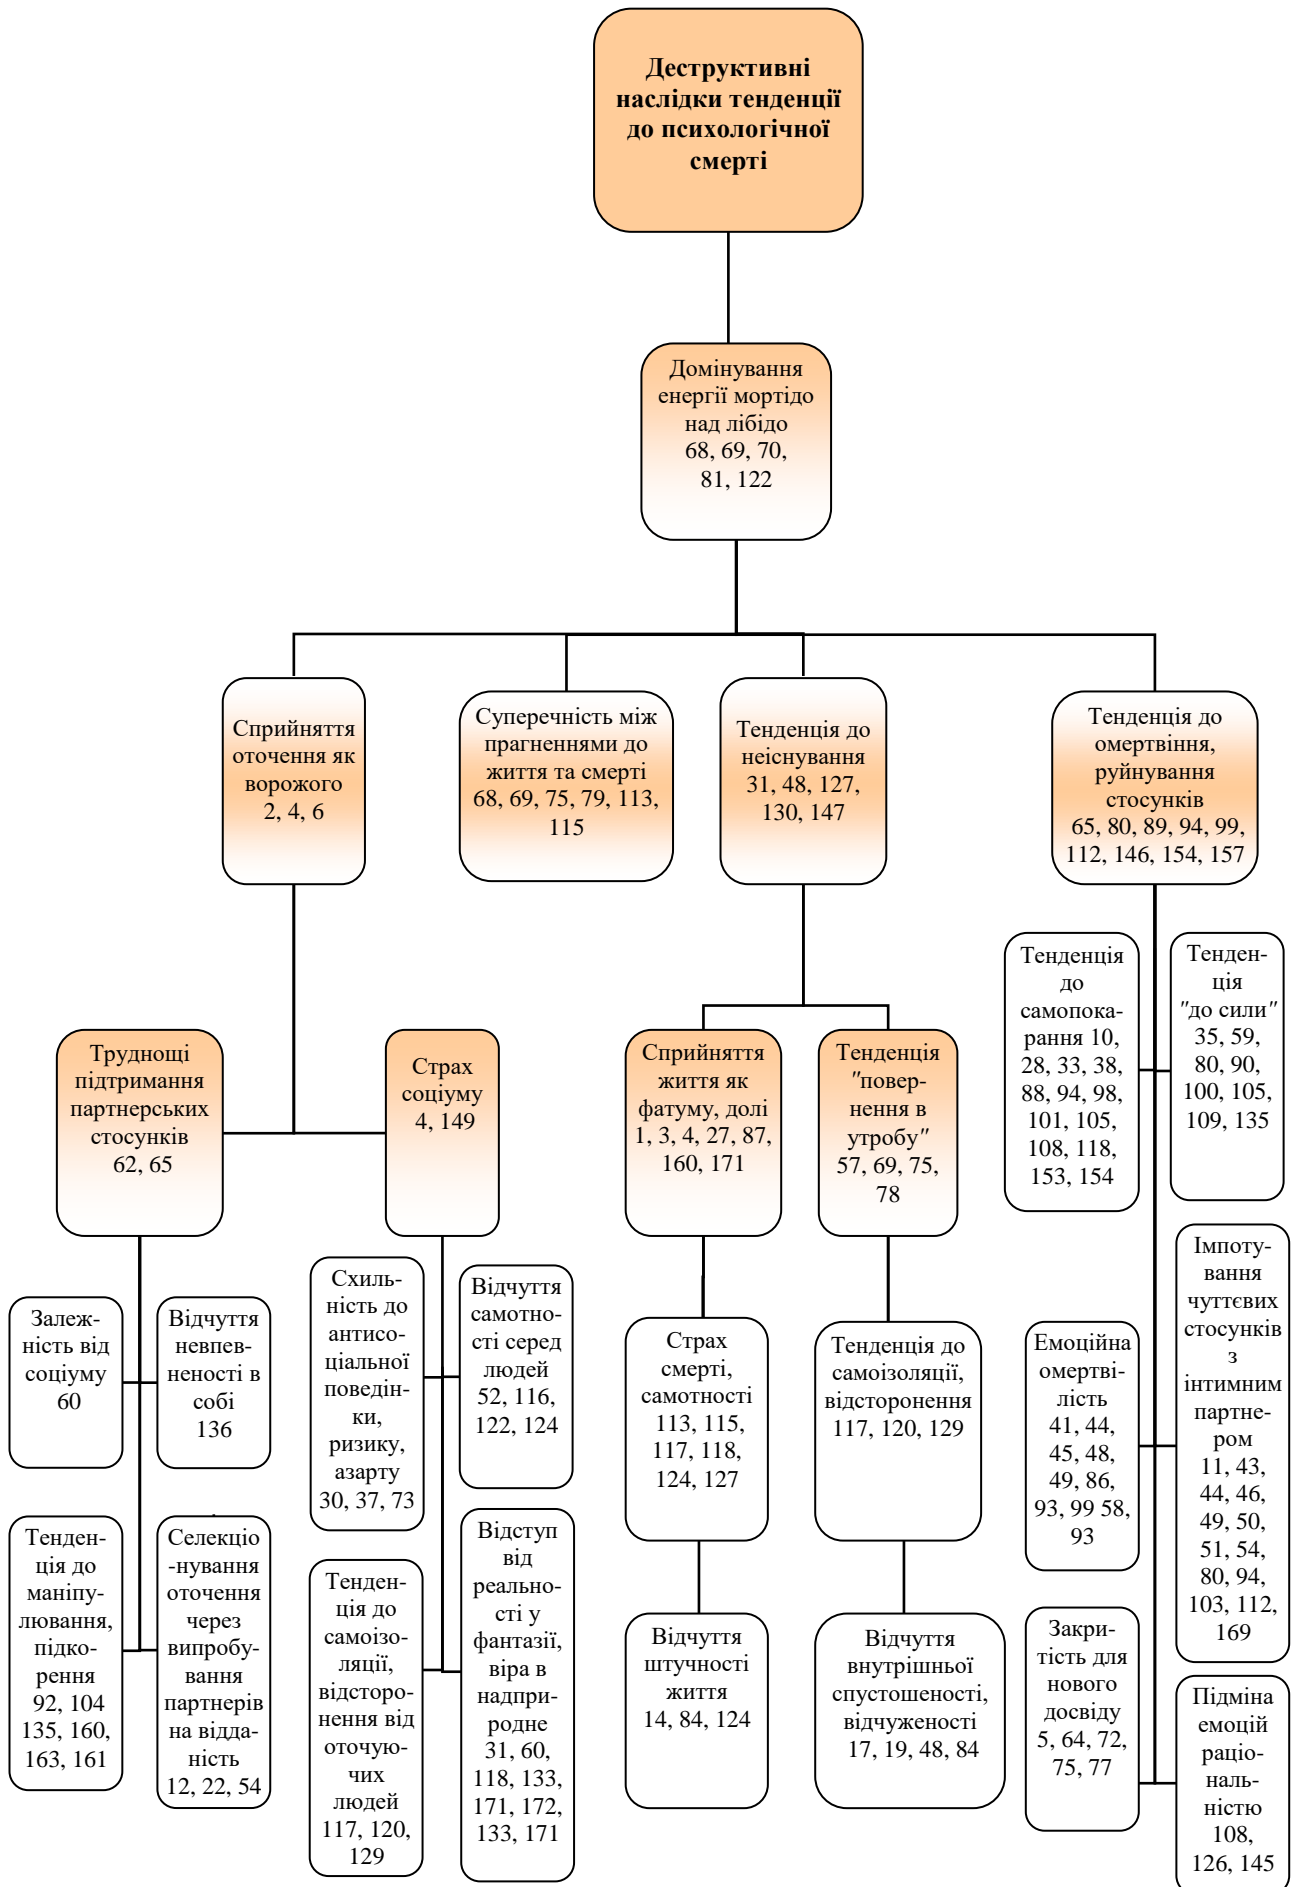 Деструктивні
наслідки тенденції
до психологічної
смерті
Домінування
енергії мортідо
над лібідо
68, 69, 70,
81, 122
Сприйняття
оточення як
ворожого
2, 4, 6
Суперечність між
прагненнями до
життя та смерті
68, 69, 75, 79, 113,
115
Тенденція до
неіснування
31, 48, 127,
130, 147
Тенденція до
омертвіння,
руйнування
стосунків
65, 80, 89, 94, 99,
112, 146, 154, 157
Труднощі
підтримання
партнерських
стосунків
62, 65
Страх
соціуму
4, 149
Сприйняття
життя як
фатуму, долі
1, 3, 4, 27, 87,
160, 171
Тенденція
"повер-
нення в
утробу"
57, 69, 75,
78
Тенденція
до
самопока-
рання 10,
28, 33, 38,
88, 94, 98,
101, 105,
108, 118,
153, 154
Тенден-
ція
"до сили"
35, 59,
80, 90,
100, 105,
109, 135
Залеж-
ність від
соціуму
60
Відчуття
невпев-
неності в
собі
136
Схиль-
ність до
антисо-
ціальної
поведін-
ки,
ризику,
азарту
30, 37, 73
Відчуття
самотно-
сті серед
людей
52, 116,
122, 124
Страх
смерті,
самотності
113, 115,
117, 118,
124, 127
Тенденція до
самоізоляції,
відсторонення
117, 120, 129
Емоційна
омертві-
лість
41, 44,
45, 48,
49, 86,
93, 99 58,
93
Імпоту-
вання
чуттєвих
стосунків
з
інтимним
партне-
ром
11, 43,
44, 46,
49, 50,
51, 54,
80, 94,
103, 112,
169
Тенден-
ція до
маніпу-
лювання,
підко-
рення
92, 104
135, 160,
163, 161
Селекціо
-нування
оточення
через
випробу-
вання
партнерів
на відда-
ність
12, 22, 54
Тенден-
ція до
самоізо-
ляції,
відсторо-
нення від
оточую-
чих
людей
117, 120,
129
Відступ
від
реально-
сті у
фантазії,
віра в
надпри-
родне
31, 60,
118, 133,
171, 172,
133, 171
Відчуття
штучності
життя
14, 84, 124
Відчуття
внутрішньої
спустошеності,
відчуженості
17, 19, 48, 84
Закри-
тість для
нового
досвіду
5, 64, 72,
75, 77
Підміна
емоцій
раціо-
наль-
ністю
108,
126, 145